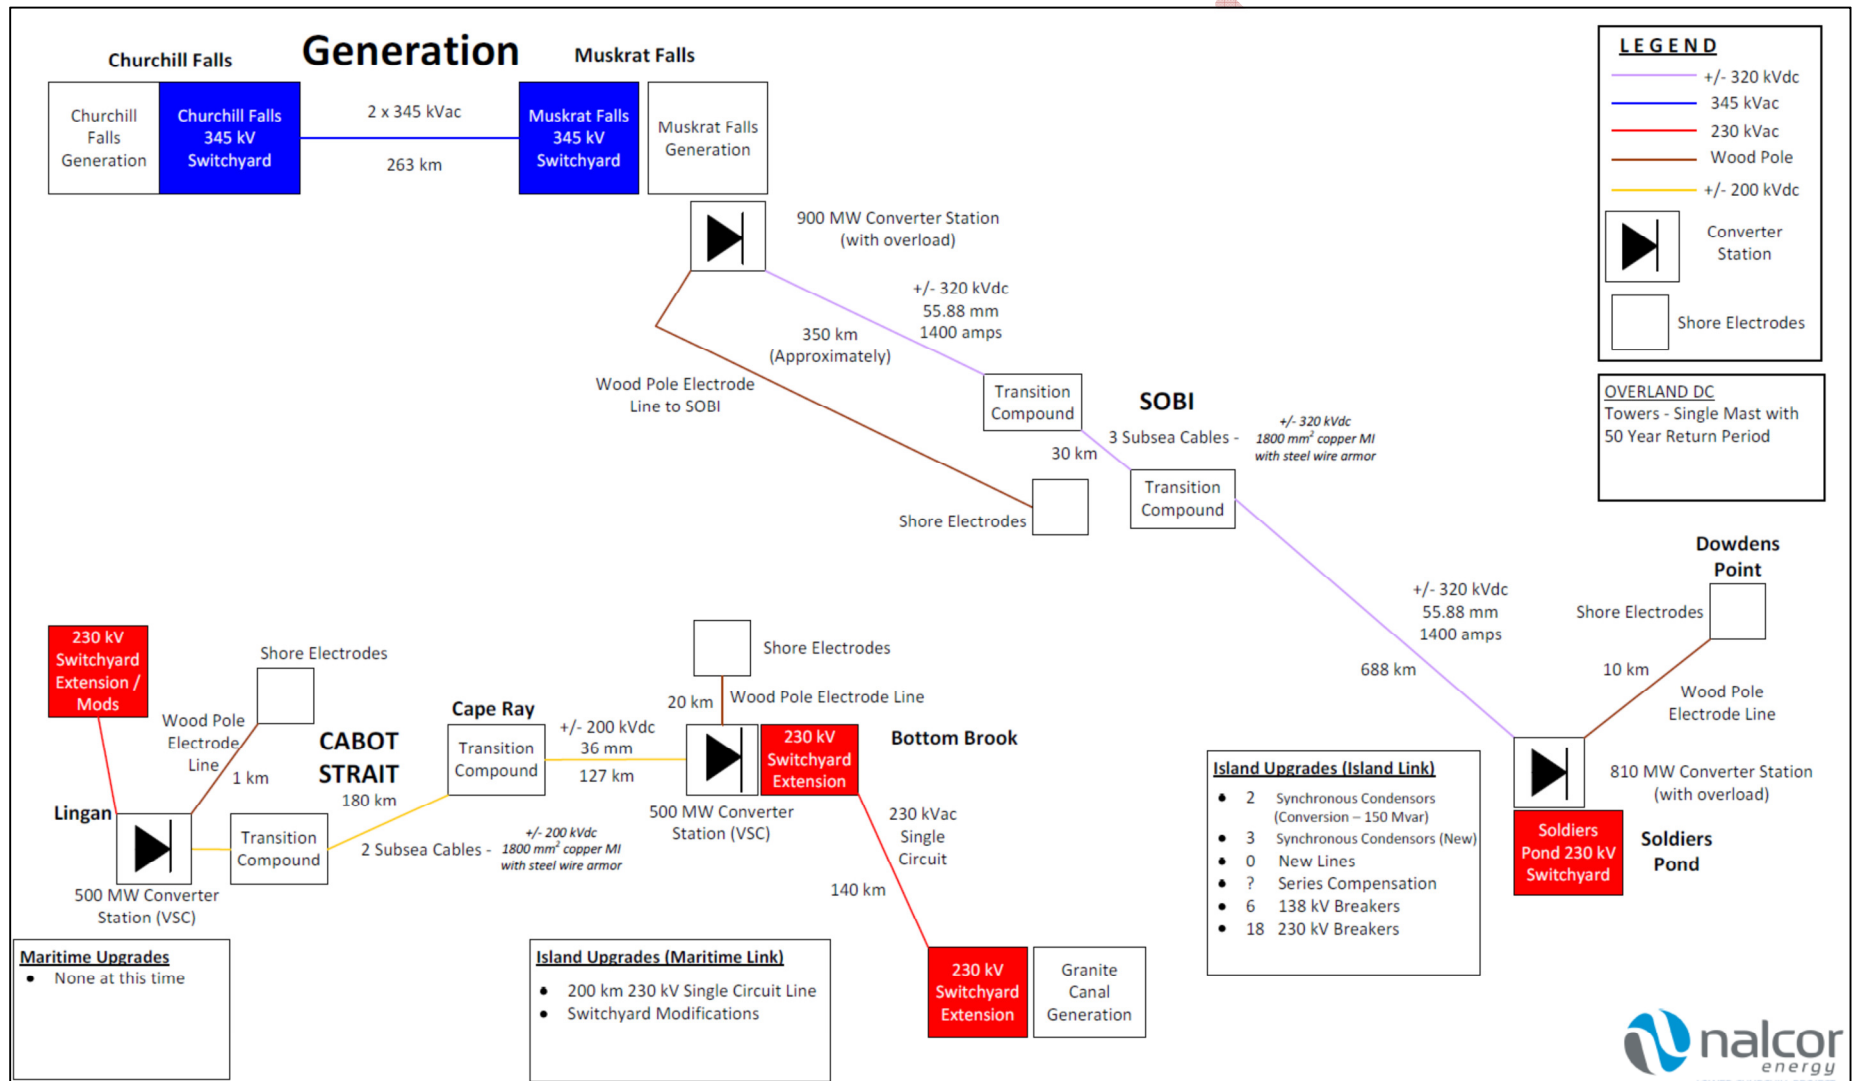 Generation
Churchill Falls
Muskrat Falls
Churchill
Falls
Generation
Churchill Falls
345 kV
Switchyard
2 x 345 kVac
263 km
Muskrat Falls
345 kV
Switchyard
Muskrat Falls
Generation
900 MW Converter Station
(with overload)
+/- 320 kVdc
55.88 mm
1400 amps
350 km
(Approximately)
Wood Pole Electrode
Line to SOBI
Transition
Compound
SOBI
3 Subsea Cables -
+/- 320 kVdc
1800 mm² copper MI
with steel wire armor
30 km
Transition
Compound
Shore Electrodes
LEGEND
+/- 320 kVdc
345 kVac
230 kVac
Wood Pole
+/- 200 kVdc
Converter
Station
Shore Electrodes
OVERLAND DC
Towers - Single Mast with
50 Year Return Period
Dowdens
Point
Shore Electrodes
+/- 320 kVdc
55.88 mm
1400 amps
688 km
10 km
Wood Pole
Electrode Line
810 MW Converter Station
(with overload)
Soldiers
Pond 230 kV
Switchyard
Soldiers
Pond
230 kV
Switchyard
Extension /
Mods
Shore Electrodes
Wood Pole
Electrode
Line
1 km
CABOT
STRAIT
180 km
Lingan
Transition
Compound
500 MW Converter
Station (VSC)
2 Subsea Cables -
+/- 200 kVdc
1800 mm² copper MI
with steel wire armor
Cape Ray
Transition
Compound
+/- 200 kVdc
36 mm
127 km
Shore Electrodes
20 km
Wood Pole Electrode Line
230 kV
Switchyard
Extension
Bottom Brook
500 MW Converter
Station (VSC)
230 kVac
Single
Circuit
140 km
230 kV
Switchyard
Extension
Granite
Canal
Generation
Maritime Upgrades
• None at this time
Island Upgrades (Maritime Link)
• 200 km 230 kV Single Circuit Line
• Switchyard Modifications
Island Upgrades (Island Link)
• 2 Synchronous Condensors
(Conversion – 150 Mvar)
• 3 Synchronous Condensors (New)
• 0 New Lines
• ? Series Compensation
• 6 138 kV Breakers
• 18 230 kV Breakers
nalcor
energy